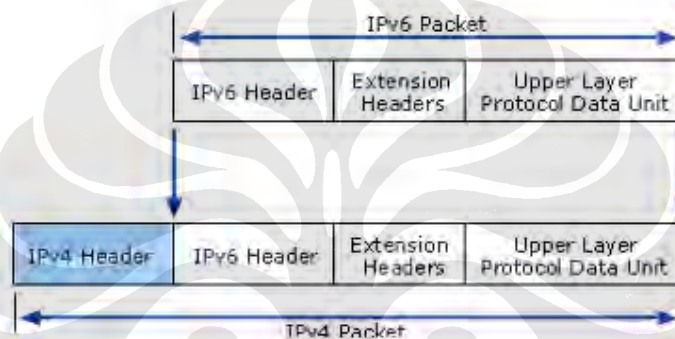 IPv6 Packet
IPv6 Header
Extension
Headers
Upper Layer
Protocol Data Unit
IPv4 Header
IPv6 Header
Extension
Headers
Upper Layer
Protocol Data Unit
IPv4 Packet